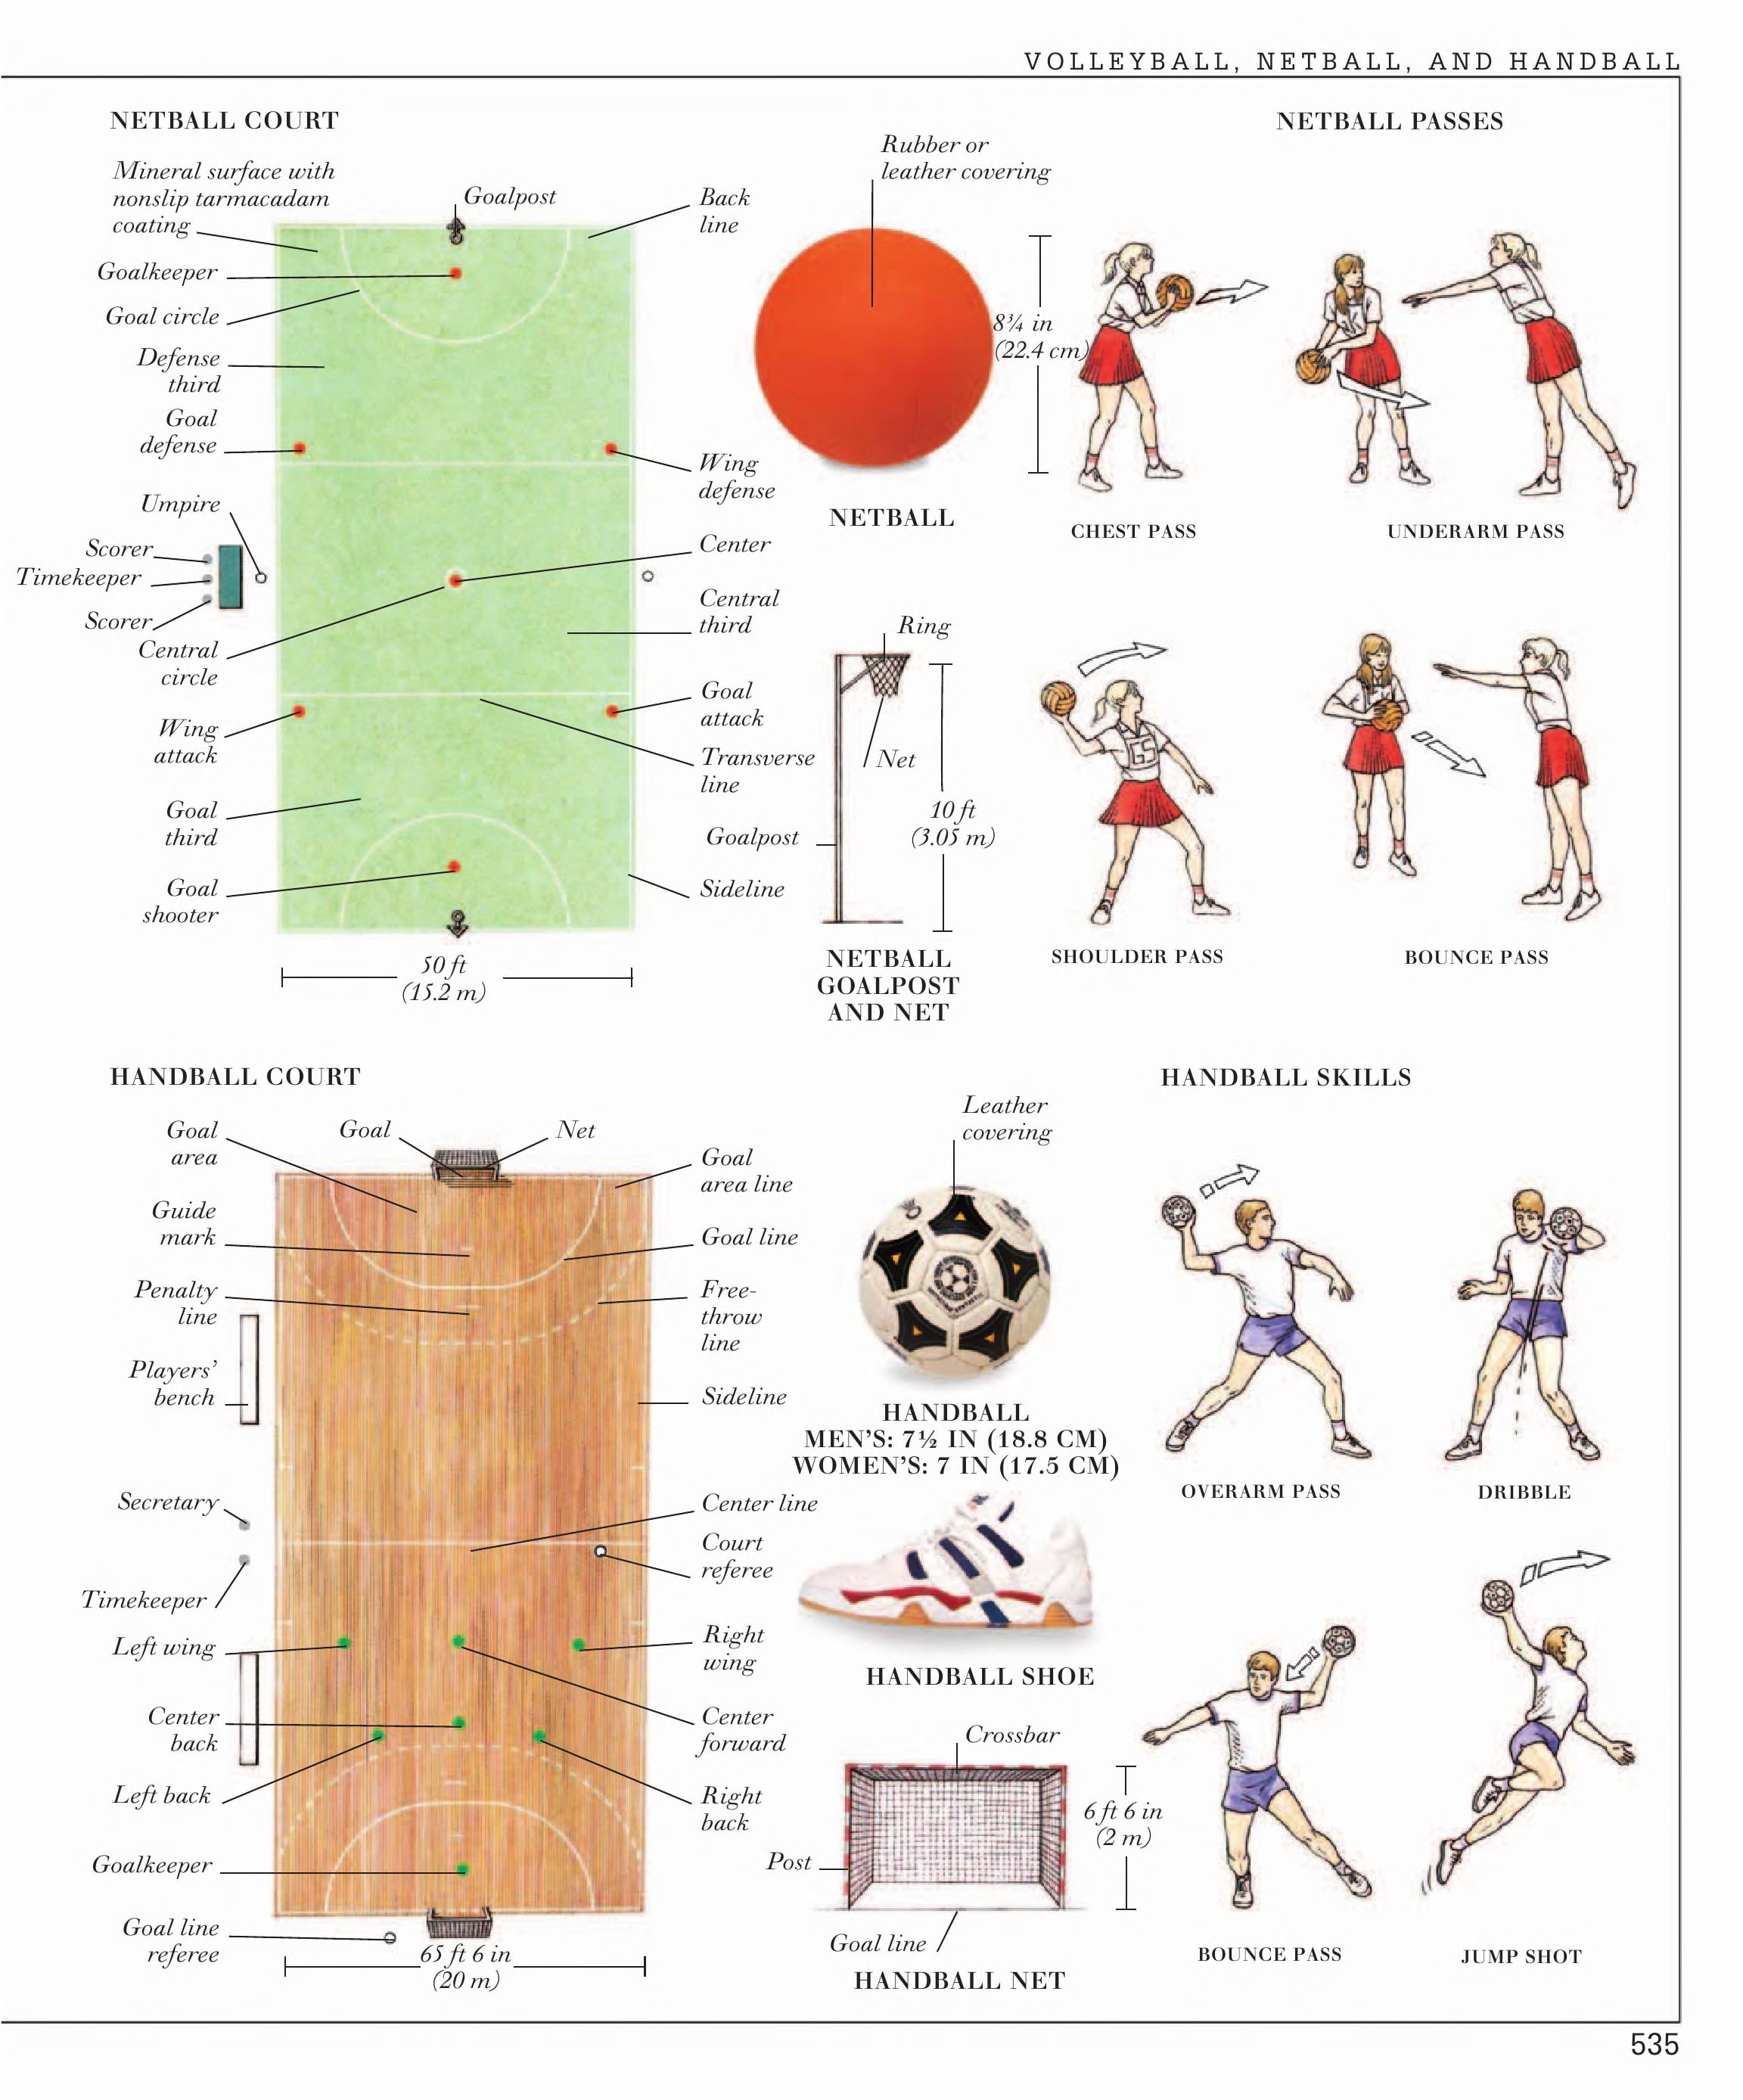 VOLLEYBALL, NETBALL, AND HANDBALL
NETBALL COURT
Mineral surface with
nonslip tarmacadam
coating
Goalpost
Back
line
Goalkeeper
Goal circle
Defense
third
Goal
defense
Wing
defense
Umpire
Center
Scorer
Timekeeper
Scorer
Central
third
Central
circle
Goal
attack
Wing
attack
Transverse
line
Goal
third
Goal
shooter
Sideline
50 ft
(15.2 m)
Rubber or
leather covering
8¾ in
(22.4 cm)
NETBALL
Ring
Net
10 ft
(3.05 m)
Goalpost
NETBALL
GOALPOST
AND NET
NETBALL PASSES
CHEST PASS
UNDERARM PASS
GS
SHOULDER PASS
BOUNCE PASS
HANDBALL COURT
Goal
area
Goal
Net
Goal
area line
Guide
mark
Goal line
Penalty
line
Free-
throw
line
Players'
bench
Sideline
Secretary
Center line
Court
referee
Timekeeper
Left wing
Right
wing
Center
back
Center
forward
Left back
Right
back
Goalkeeper
Goal line
referee
65 ft 6 in
(20 m)
Leather
covering
HANDBALL
MEN'S: 7½ IN (18.8 CM)
WOMEN'S: 7 IN (17.5 CM)
HANDBALL SHOE
Crossbar
6 ft 6 in
(2 m)
Post
Goal line
HANDBALL NET
HANDBALL SKILLS
OVERARM PASS
DRIBBLE
BOUNCE PASS
JUMP SHOT
535